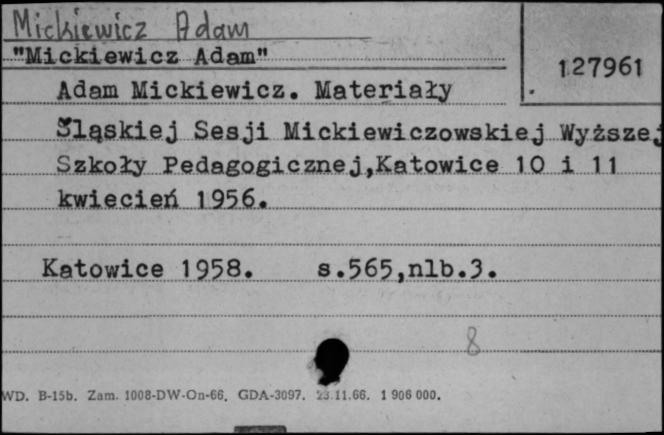 Mickiewicz Adam
"Mickiewicz Adam"
127961
Adam Mickiewicz. Materiały
Śląskiej Sesji Mickiewiczowskiej Wyższej
Szkoły Pedagogicznej,Katowice 10 i 11
kwiecień 1956.
Katowice 1958. s.565,nlb.3.
8
WD. B-15b. Zam. 1008-DW-On-66. GDA-3097. 23.11.66. 1 906 000.